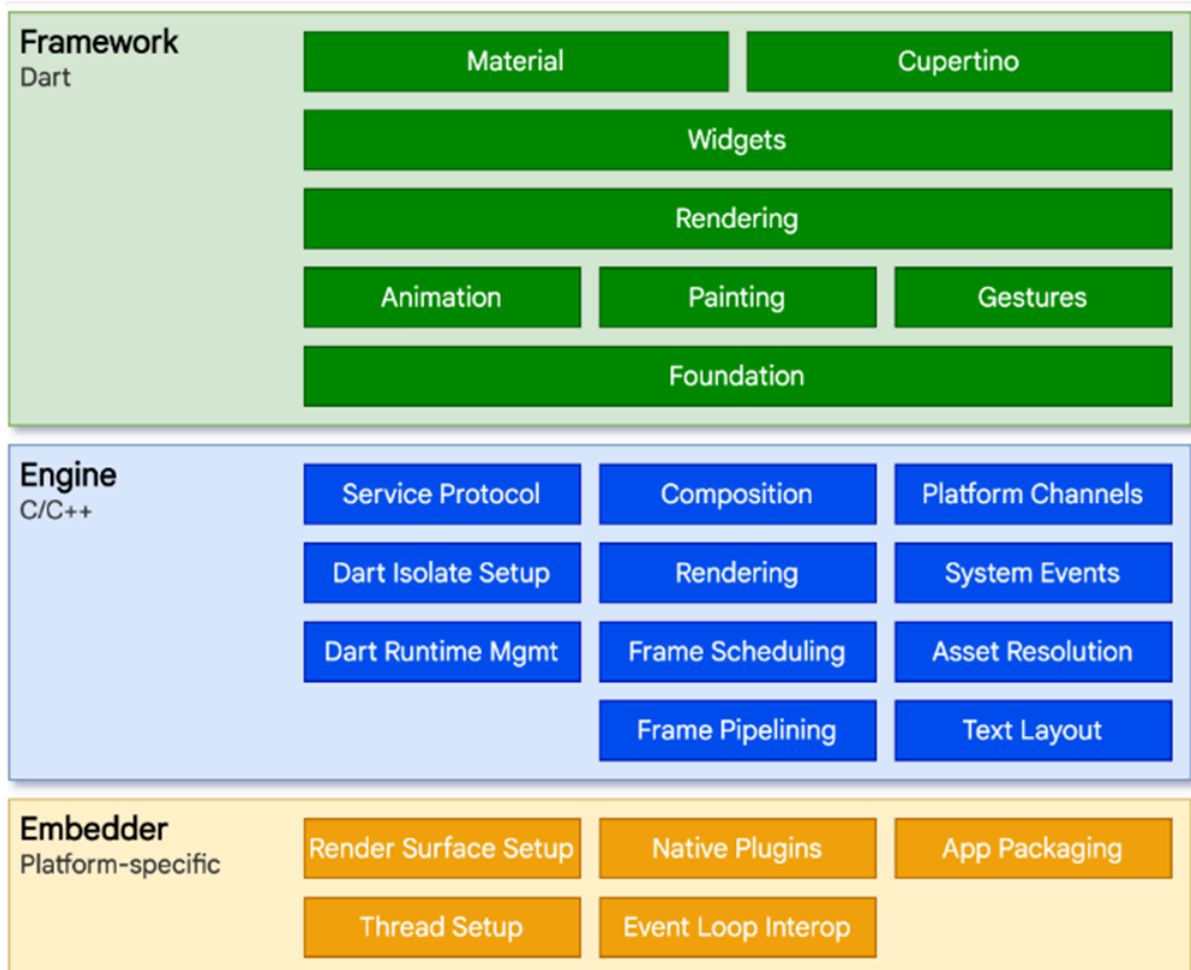 Framework
Dart
Material
Cupertino
Widgets
Rendering
Animation
Painting
Gestures
Foundation
Engine
C/C++
Service Protocol
Composition
Platform Channels
Dart Isolate Setup
Rendering
System Events
Dart Runtime Mgmt
Frame Scheduling
Asset Resolution
Frame Pipelining
Text Layout
Embedder
Platform-specific
Render Surface Setup
Native Plugins
App Packaging
Thread Setup
Event Loop Interop